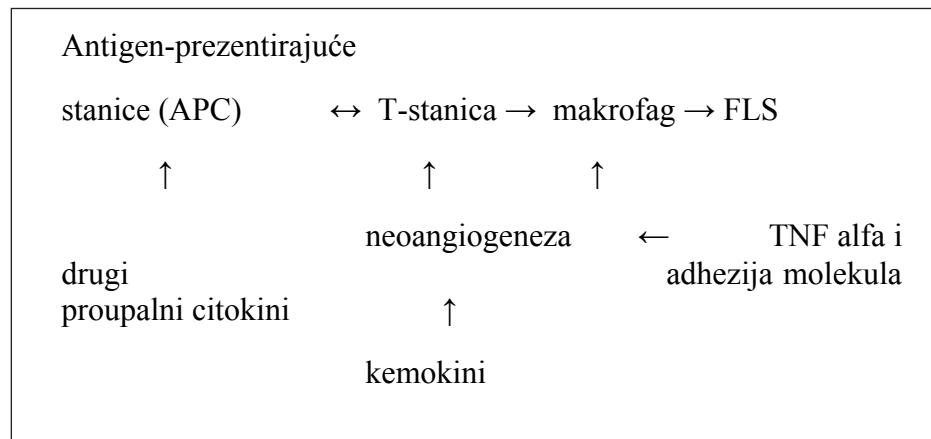 Antigen-prezentirajuće
stanice (APC) ↔ T-stanica → makrofag → FLS
↑ ↑ ↑
neoangiogeneza ← TNF alfa i
drugi adhezija molekula
proupalni citokini ↑
kemokini